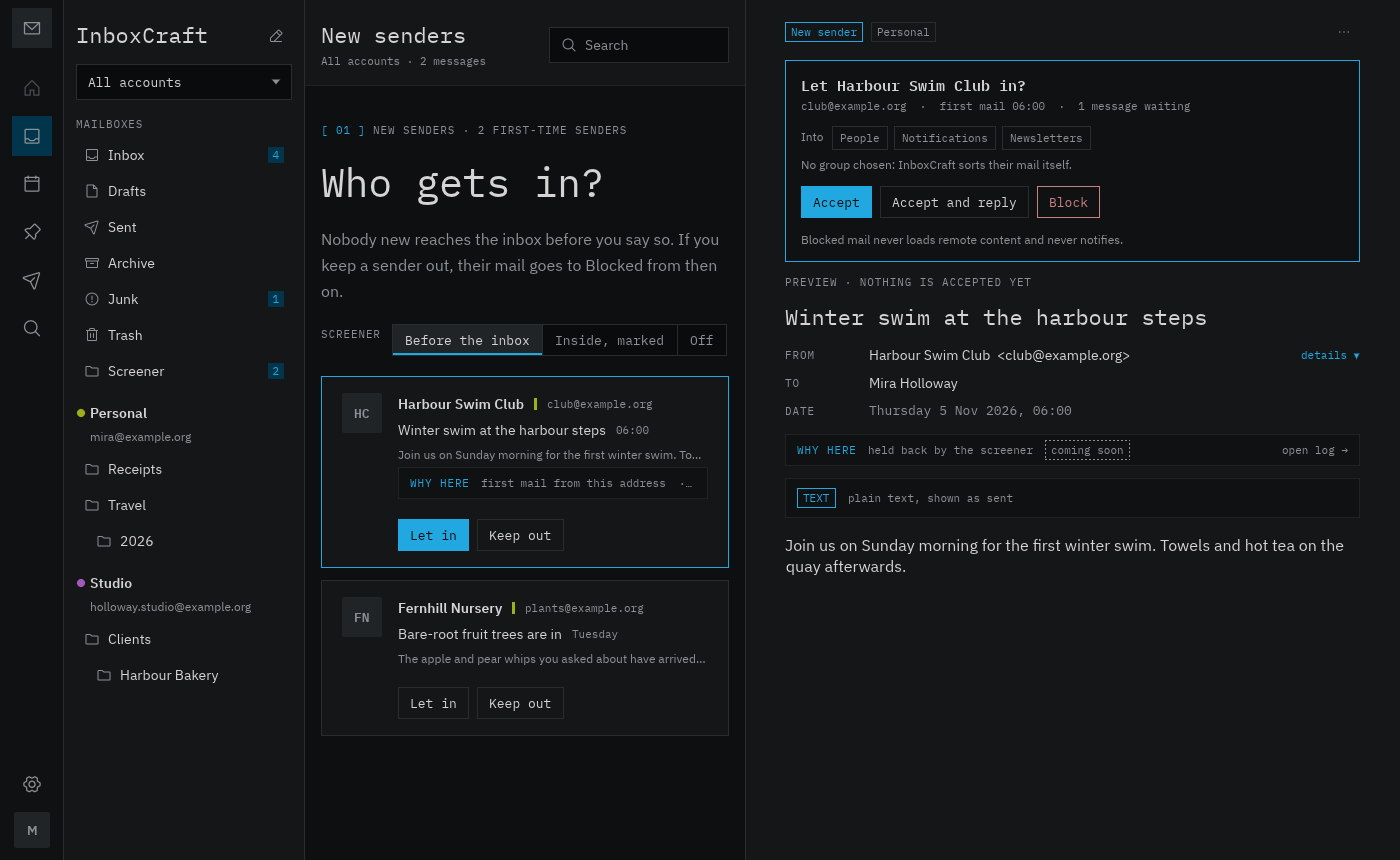 InboxCraft
All accounts
MAILBOXES
Inbox 4
Drafts
Sent
Archive
Junk 1
Trash
Screener 2
Personal
mira@example.org
Receipts
Travel
2026
Studio
holloway.studio@example.org
Clients
Harbour Bakery
M
New senders
All accounts · 2 messages
Search
[ 01 ] NEW SENDERS · 2 FIRST-TIME SENDERS
Who gets in?
Nobody new reaches the inbox before you say so. If you
keep a sender out, their mail goes to Blocked from then
on.
SCREENER Before the inbox Inside, marked Off
HC
Harbour Swim Club club@example.org
Winter swim at the harbour steps 06:00
Join us on Sunday morning for the first winter swim. To…
WHY HERE first mail from this address ·…
Let in Keep out
FN
Fernhill Nursery plants@example.org
Bare-root fruit trees are in Tuesday
The apple and pear whips you asked about have arrived…
Let in Keep out
New sender Personal ···
Let Harbour Swim Club in?
club@example.org · first mail 06:00 · 1 message waiting
Into People Notifications Newsletters
No group chosen: InboxCraft sorts their mail itself.
Accept Accept and reply Block
Blocked mail never loads remote content and never notifies.
PREVIEW · NOTHING IS ACCEPTED YET
Winter swim at the harbour steps
FROM Harbour Swim Club <club@example.org> details ▾
TO Mira Holloway
DATE Thursday 5 Nov 2026, 06:00
WHY HERE held back by the screener coming soon open log →
TEXT plain text, shown as sent
Join us on Sunday morning for the first winter swim. Towels and hot tea on the
quay afterwards.